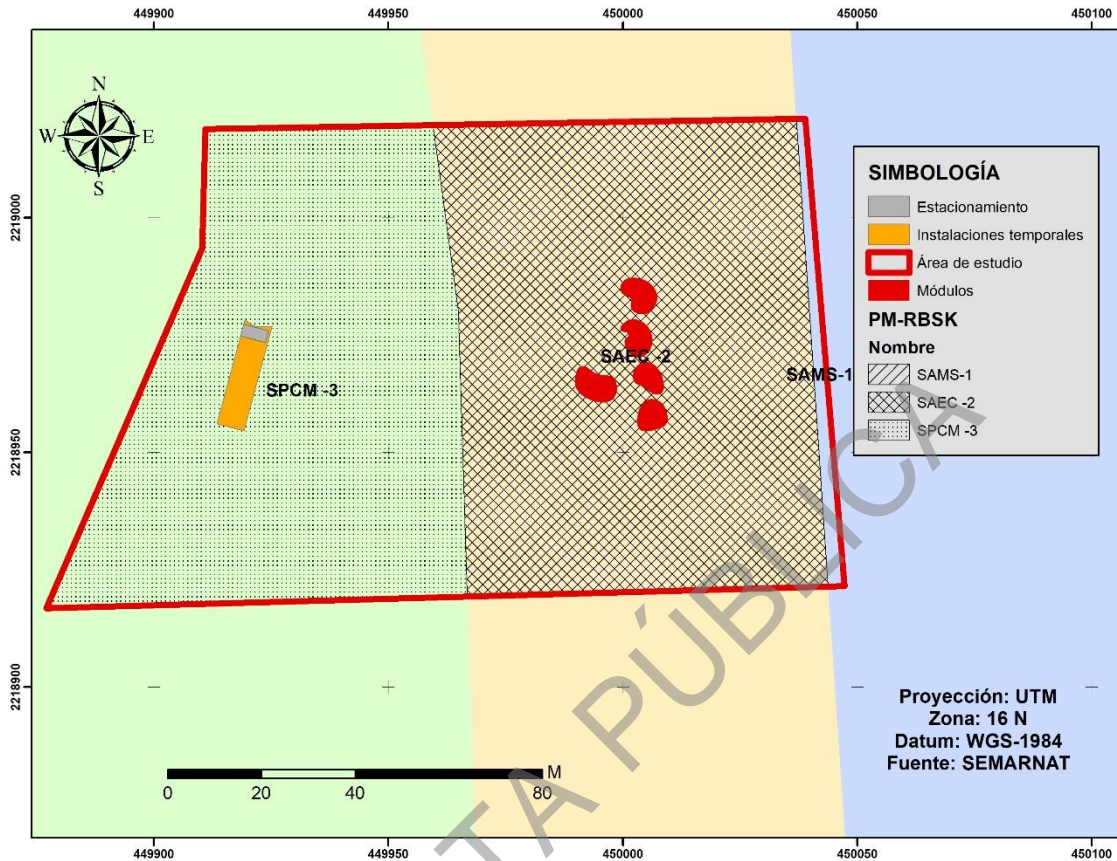 449900 449950 450000 450050 450100
2219000
2218950
2218900
N
W E
S
SIMBOLOGÍA
Estacionamiento
Instalaciones temporales
Área de estudio
Módulos
PM-RBSK
Nombre
SAMS-1
SAEC -2
SPCM -3
SPCM -3
SAEC -2
SAMS-1
Proyección: UTM
Zona: 16 N
Datum: WGS-1984
Fuente: SEMARNAT
M
0 20 40 80
TA PÚBLICA
449900 449950 450000 450050 450100